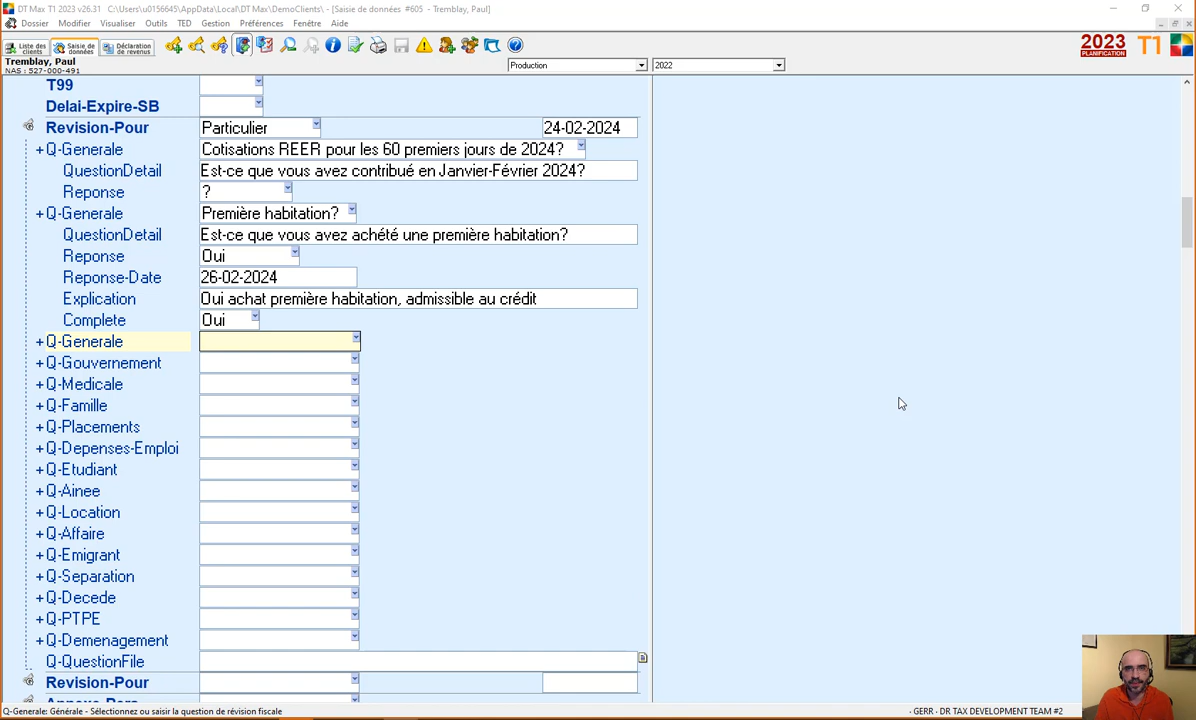 DT Max T1 2023 v26.31    C:\Users\u0156645\AppData\Local\DT Max\DemoClients\ - [Saisie de données  #605  - Tremblay, Paul]
Dossier Monitorer Visualiser Outils TED Gestion Préférences Fenêtre Aide
Liste des clients
Saisie de données
Déclaration de revenus
2023 PLANIFICATION T1
Tremblay, Paul
NAS : 527-000-491
Production 2022
T99
Delai-Expire-SB
Revision-Pour Particulier 24-02-2024
+Q-Generale Cotisations REER pour les 60 premiers jours de 2024?
QuestionDetail Est-ce que vous avez contribué en Janvier-Février 2024?
Reponse ?
+Q-Generale Première habitation?
QuestionDetail Est-ce que vous avez achété une première habitation?
Reponse Oui
Reponse-Date 26-02-2024
Explication Oui achat première habitation, admissible au crédit
Complete Oui
+Q-Generale
+Q-Gouvernement
+Q-Medicale
+Q-Famille
+Q-Placements
+Q-Depenses-Emploi
+Q-Etudiant
+Q-Ainee
+Q-Location
+Q-Affaire
+Q-Emigrant
+Q-Separation
+Q-Decede
+Q-PTPE
+Q-Demenagement
Q-QuestionFile
Revision-Pour
Q-Generale: Générale - Sélectionnez ou saisir la question de révision fiscale
- GERR - DR TAX DEVELOPMENT TEAM #2